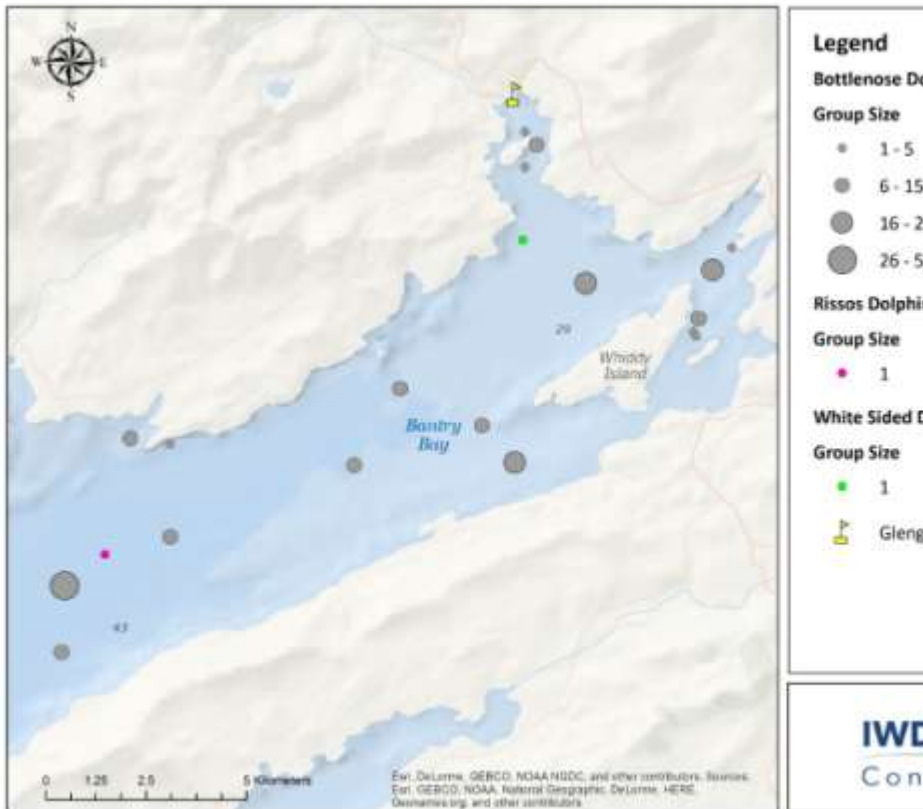 N
W E
S
29
Whiddy
Island
Bantry
Bay
43
0 1.25 2.5 5 Kilometers
Esri, DeLorme, GEBCO, NOAA NGDC, and other contributors, Sources:
Esri, GEBCO, NOAA, National Geographic, DeLorme, HERE,
Geonames.org, and other contributors
Legend
Bottlenose Do
Group Size
1 - 5
6 - 15
16 - 2
26 - 5
Rissos Dolphi
Group Size
1
White Sided D
Group Size
1
Gleng
IWD
Con